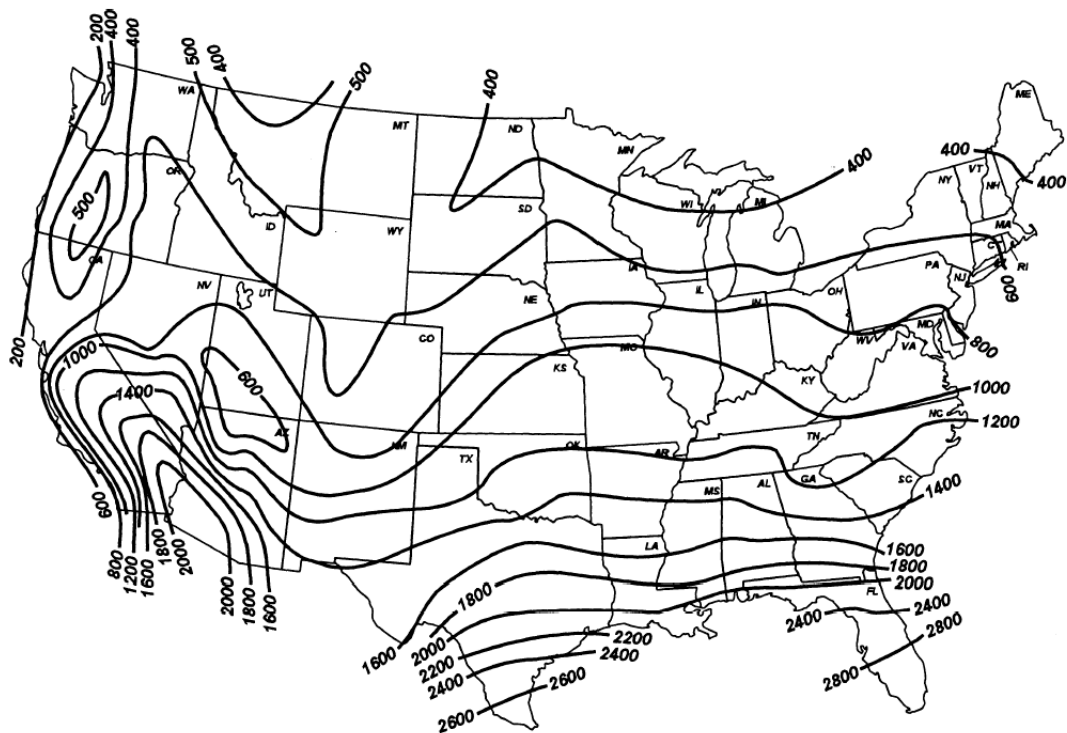 200
400
400
500
400
500
400
WA
MT
ND
MN
ME
400
400
400
VT
NH
NY
OR
500
ID
SD
WI
MI
MA
WY
CA
IA
PA
C
RI
NJ
600
NV
UT
NE
IL
IN
OH
MD
200
1000
CO
WV
VA
800
600
KS
MO
KY
1400
1000
AZ
NM
TX
OK
AR
TN
NC
1200
MS
AL
GA
SC
1400
600
800
1200
1600
1800
2000
2000
1800
1600
LA
1600
1800
2000
FL
1800
2400
2400
1600
2000
2200
2400
2200
2400
2800
2800
2600
2600